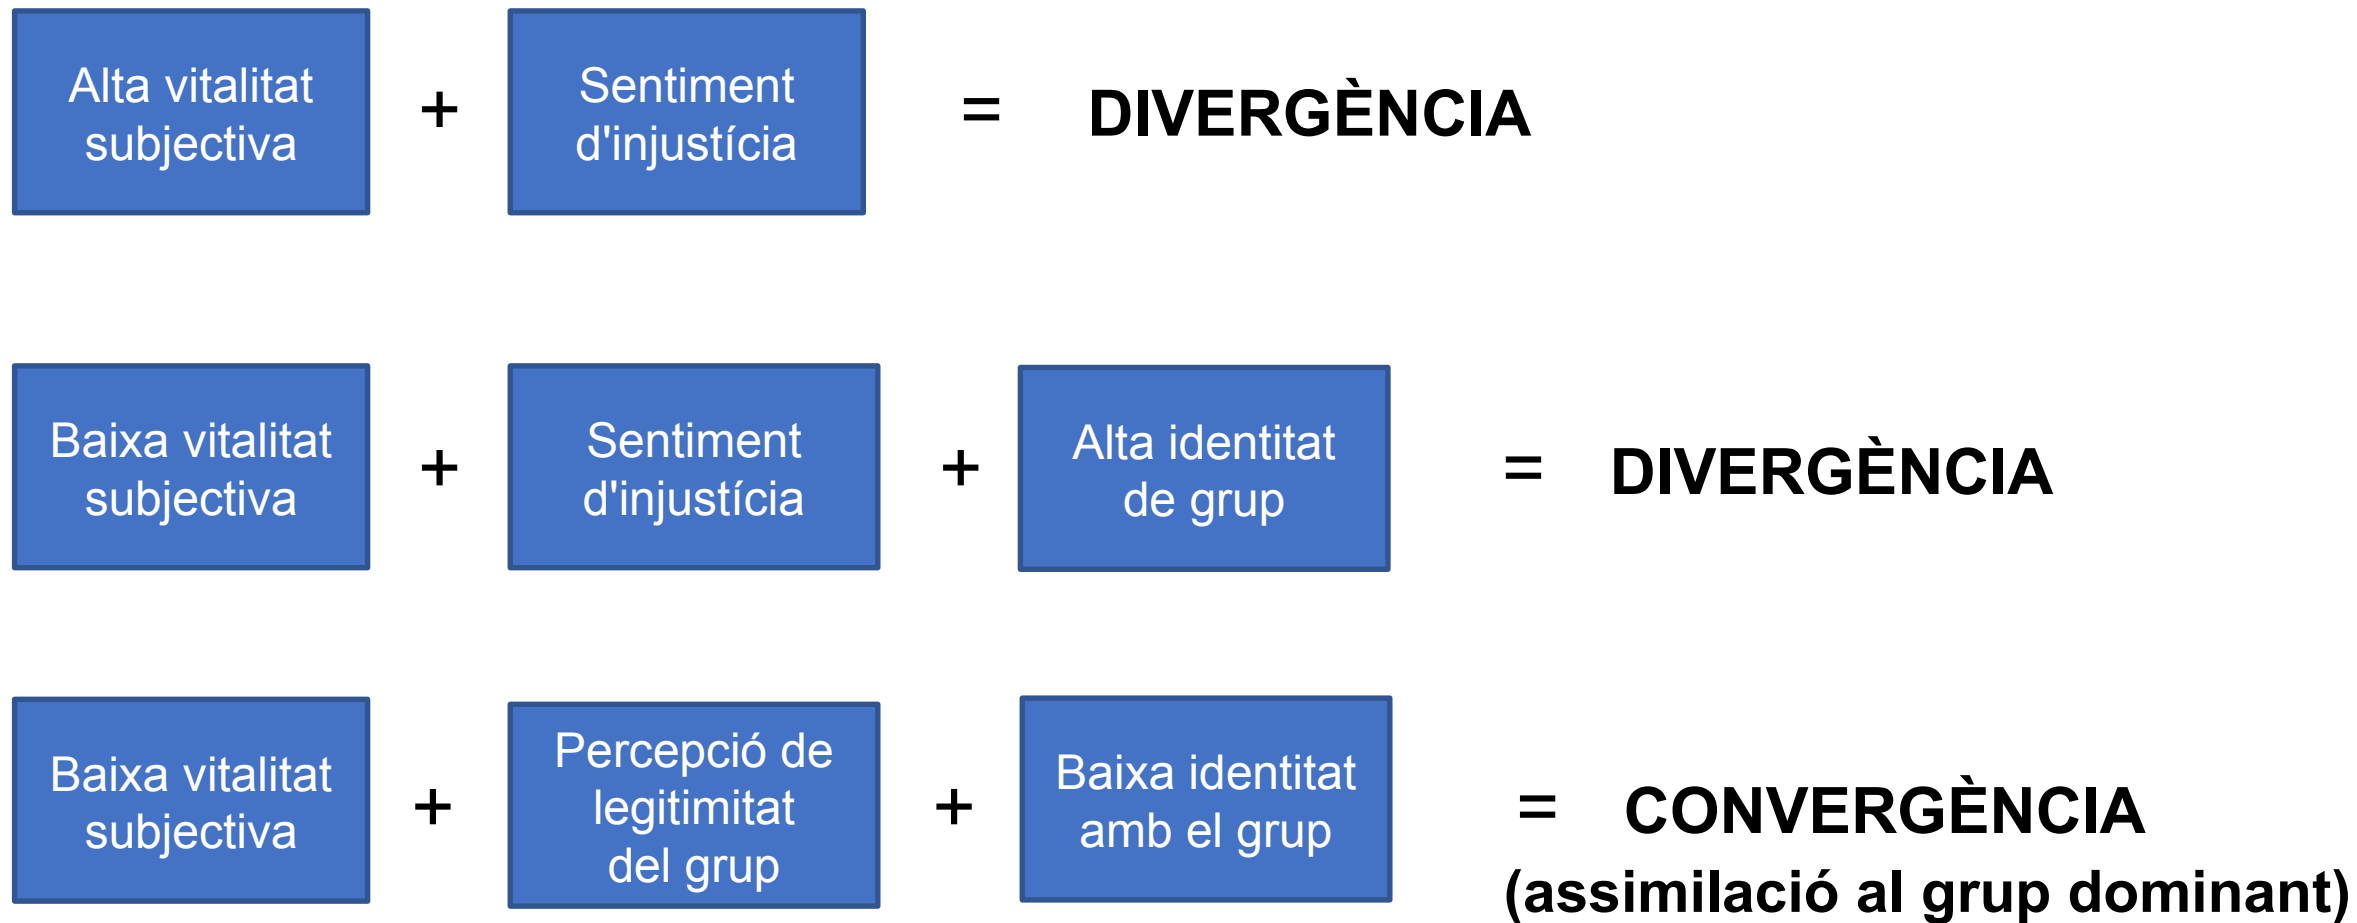 Alta vitalitat
subjectiva
+
Sentiment
d'injustícia
=
DIVERGÈNCIA
Baixa vitalitat
subjectiva
+
Sentiment
d'injustícia
+
Alta identitat
de grup
=
DIVERGÈNCIA
Baixa vitalitat
subjectiva
+
Percepció de
legitimitat
del grup
+
Baixa identitat
amb el grup
=
CONVERGÈNCIA
(assimilació al grup dominant)